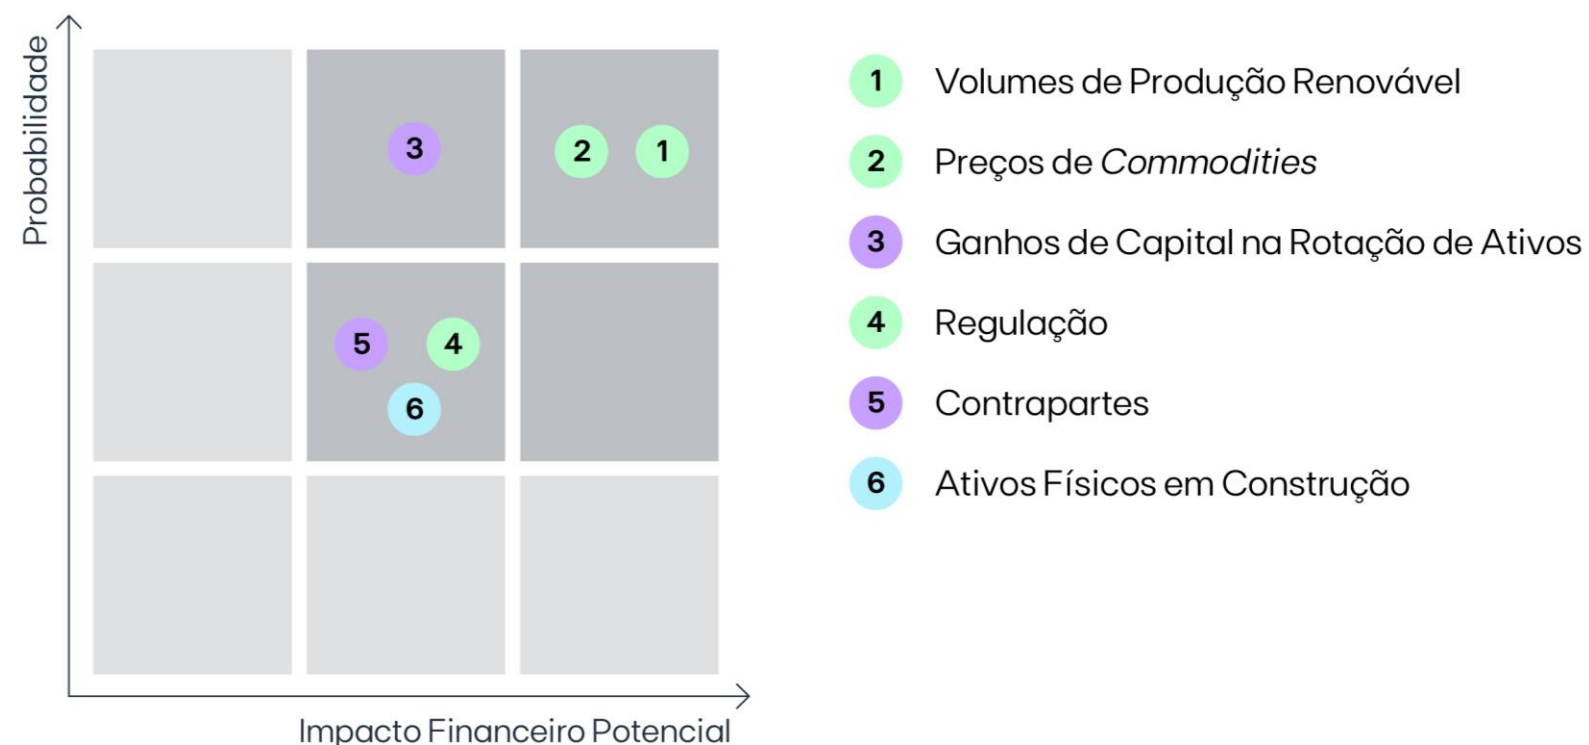 Probabilidade
3
2
1
5
4
6
Impacto Financeiro Potencial
1 Volumes de Produção Renovável
2 Preços de Commodities
3 Ganhos de Capital na Rotação de Ativos
4 Regulação
5 Contrapartes
6 Ativos Físicos em Construção